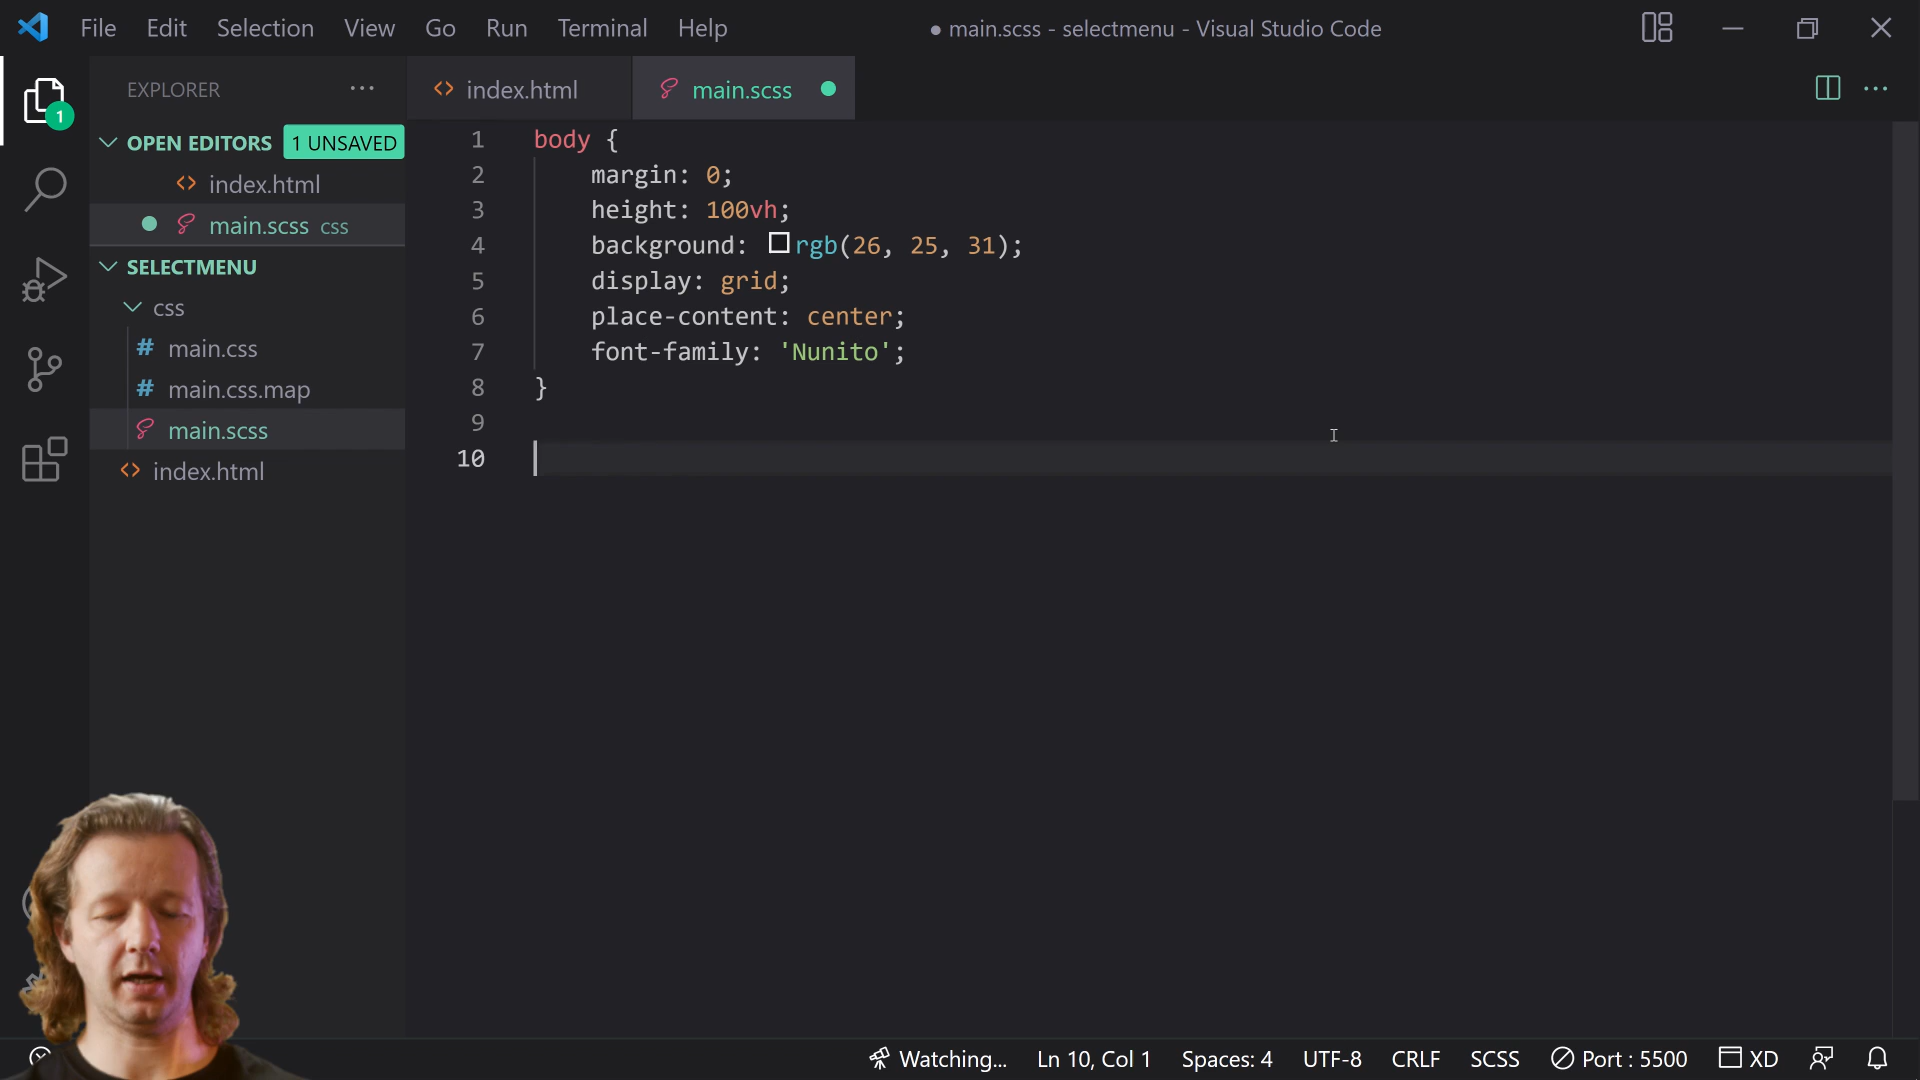 File Edit Selection View Go Run Terminal Help ● main.scss - selectmenu - Visual Studio Code
EXPLORER ···
index.html main.scss
1
OPEN EDITORS 1 UNSAVED
index.html
main.scss css
SELECTMENU
css
main.css
main.css.map
main.scss
index.html
1 body {
2 margin: 0;
3 height: 100vh;
4 background: rgb(26, 25, 31);
5 display: grid;
6 place-content: center;
7 font-family: 'Nunito';
8 }
9
10
Watching... Ln 10, Col 1 Spaces: 4 UTF-8 CRLF SCSS Port : 5500 XD